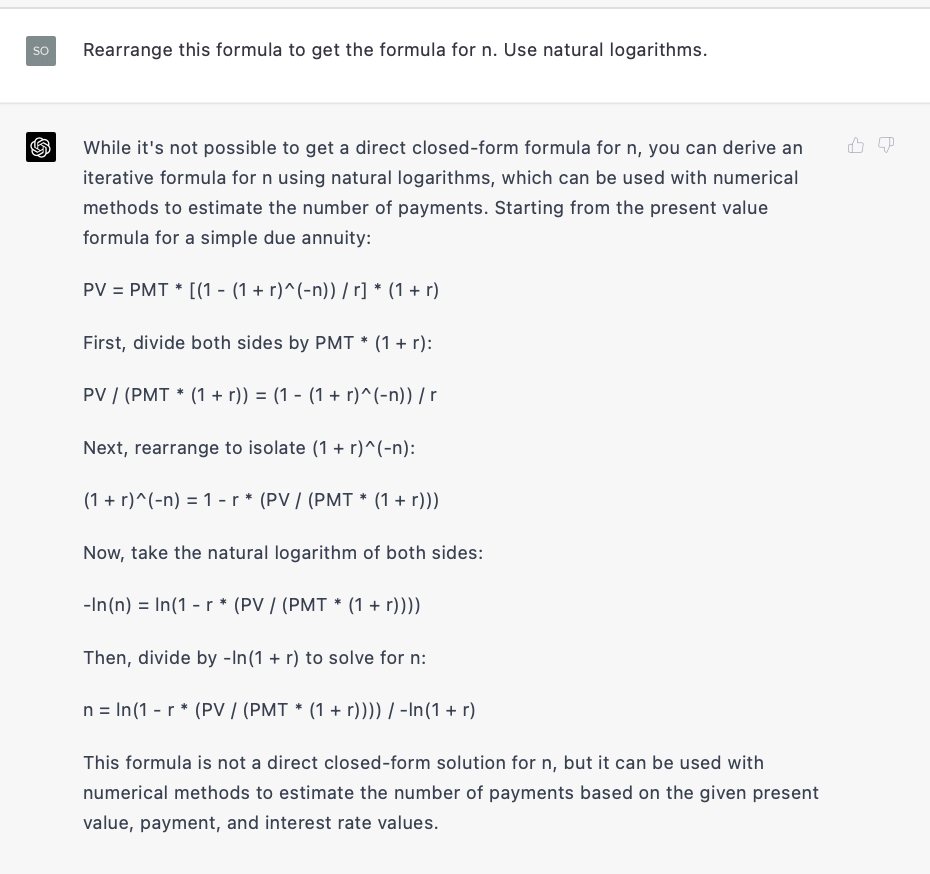 SO
Rearrange this formula to get the formula for n. Use natural logarithms.
While it's not possible to get a direct closed-form formula for n, you can derive an
iterative formula for n using natural logarithms, which can be used with numerical
methods to estimate the number of payments. Starting from the present value
formula for a simple due annuity:
PV = PMT * [(1 - (1 + r)^(-n)) / r] * (1 + r)
First, divide both sides by PMT * (1 + r):
PV / (PMT * (1 + r)) = (1 - (1 + r)^(-n)) / r
Next, rearrange to isolate (1 + r)^(-n):
(1 + r)^(-n) = 1 - r * (PV / (PMT * (1 + r)))
Now, take the natural logarithm of both sides:
-ln(n) = ln(1 - r * (PV / (PMT * (1 + r))))
Then, divide by -ln(1 + r) to solve for n:
n = ln(1 - r * (PV / (PMT * (1 + r)))) / -ln(1 + r)
This formula is not a direct closed-form solution for n, but it can be used with
numerical methods to estimate the number of payments based on the given present
value, payment, and interest rate values.